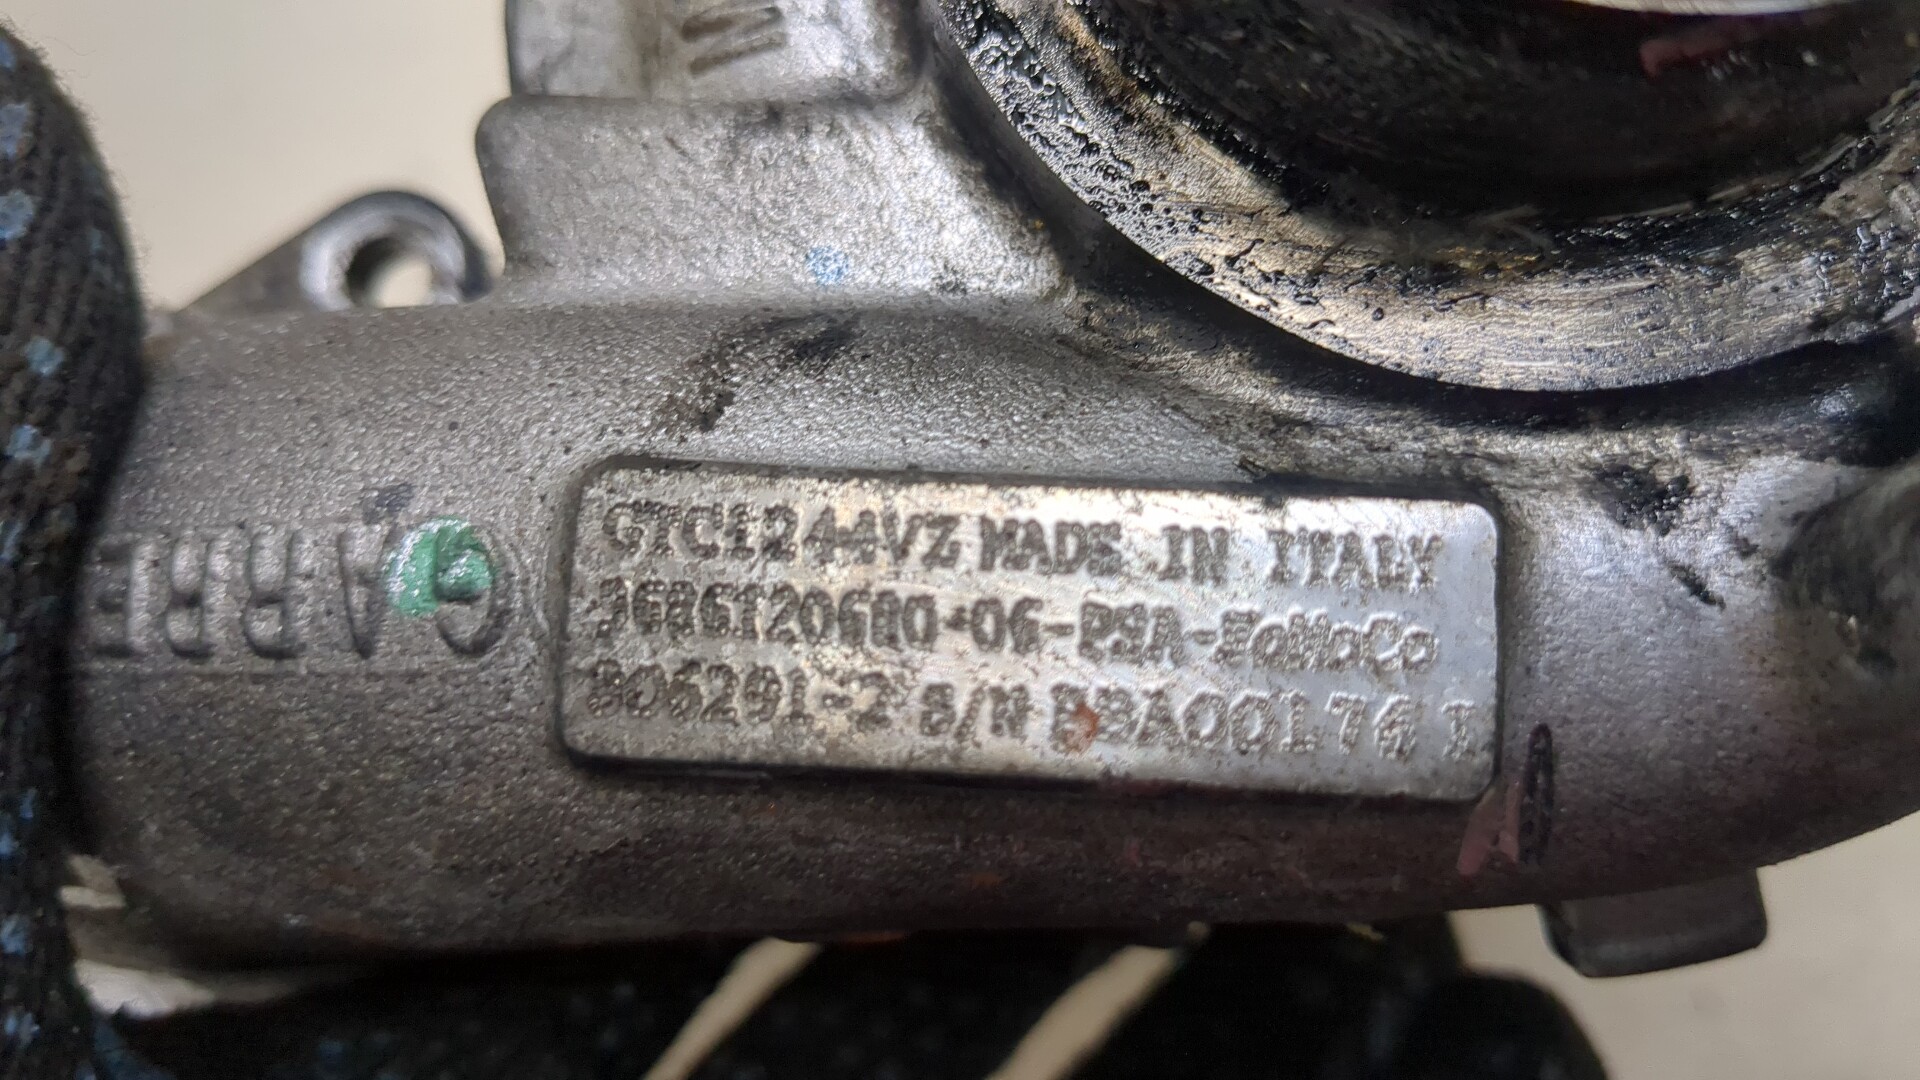 GARRE
GTC1244VZ MADE IN ITALY
9686120680-06-PSA-FoMoCo
806291-2 S/N